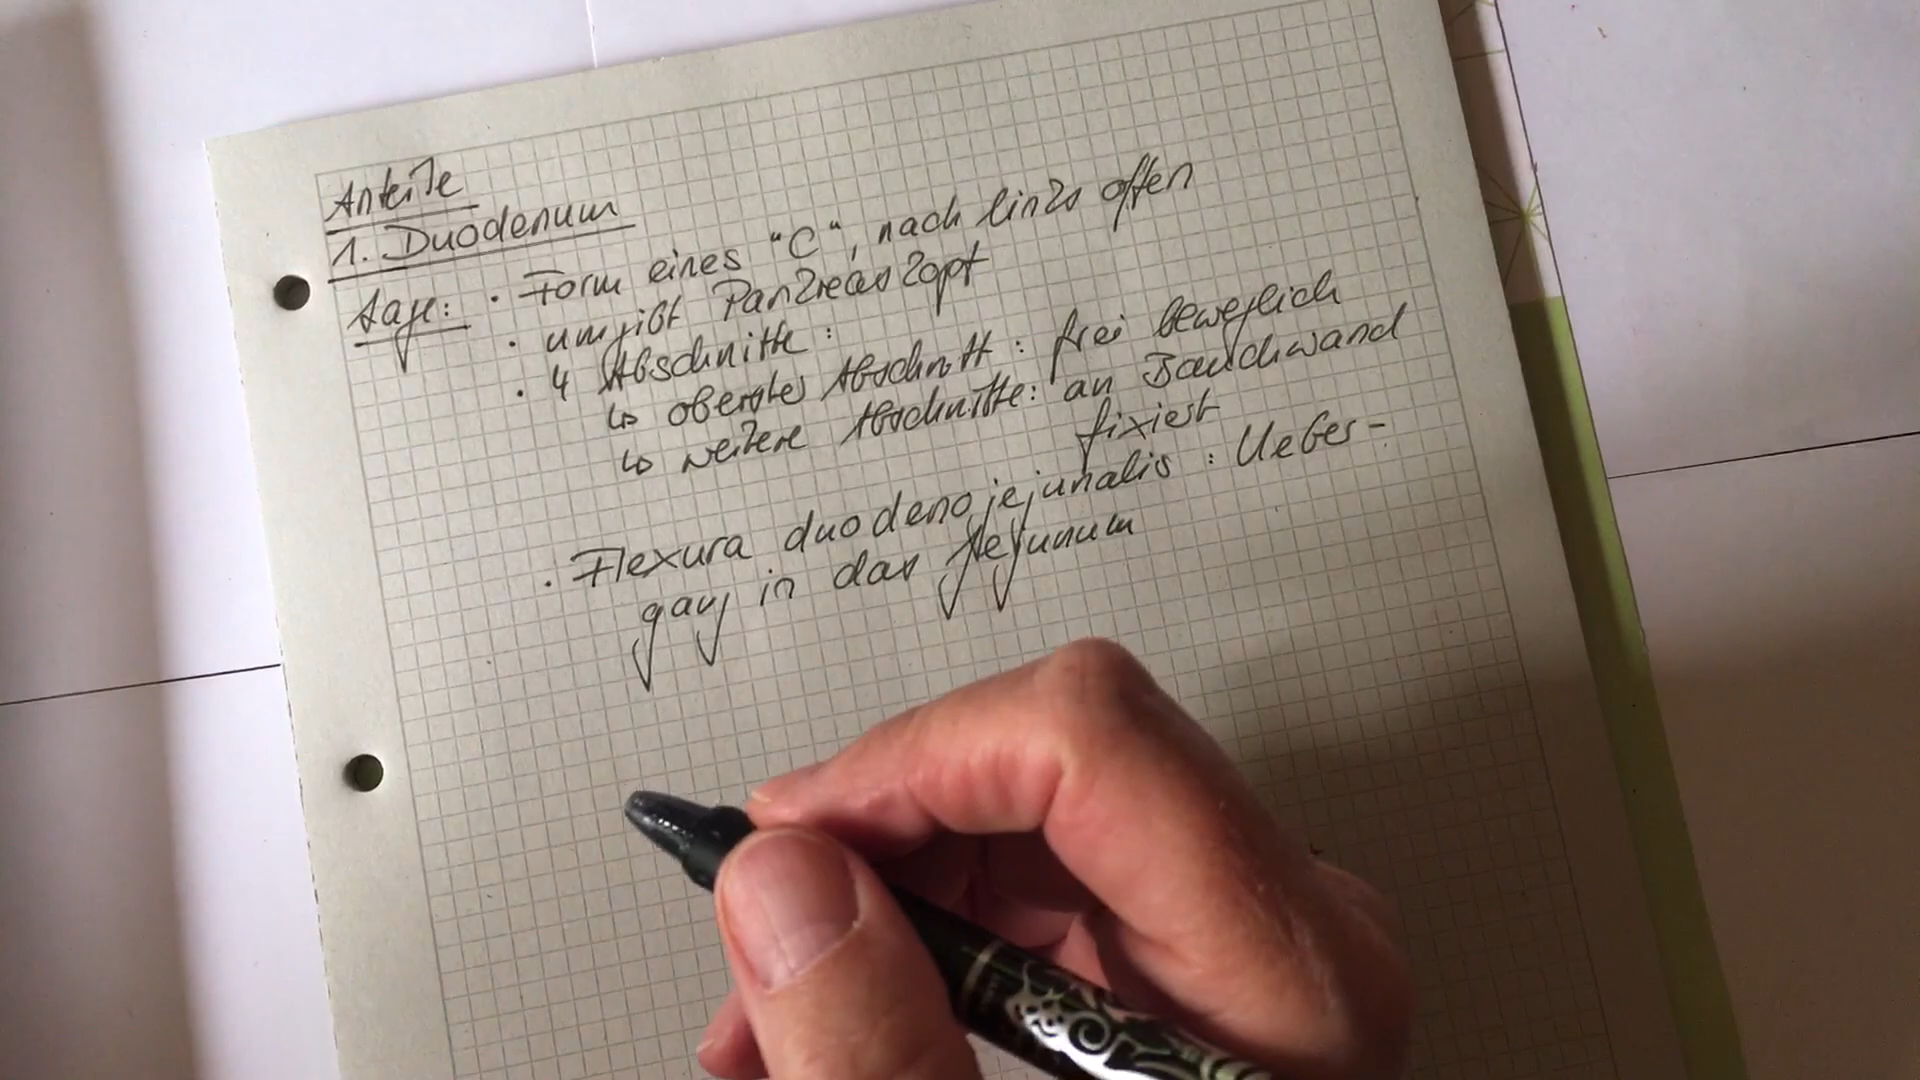 Anteile
1. Duodenum
Lage: · Form eines "C", nach links offen
· umgibt Pankreaskopf
· 4 Abschnitte:
↳ oberstes Abschnitt: frei beweglich
↳ weitere Abschnitte: an Bauchwand
fixiert
· Flexura duodenojejunalis: Ueber-
gang in das Jejunum